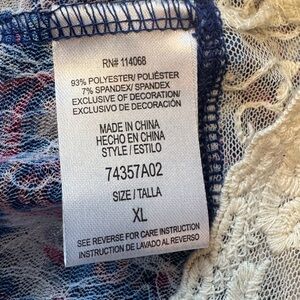 RN# 114068
93% POLYESTER/ POLIÉSTER
7% SPANDEX/ SPANDEX
EXCLUSIVE OF DECORATION/
EXCLUSIVO DE DECORACIÓN
MADE IN CHINA
HECHO EN CHINA
STYLE / ESTILO
74357A02
SIZE / TALLA
XL
SEE REVERSE FOR CARE INSTRUCTION
INSTRUCTION DE LAVADO AL REVERSO